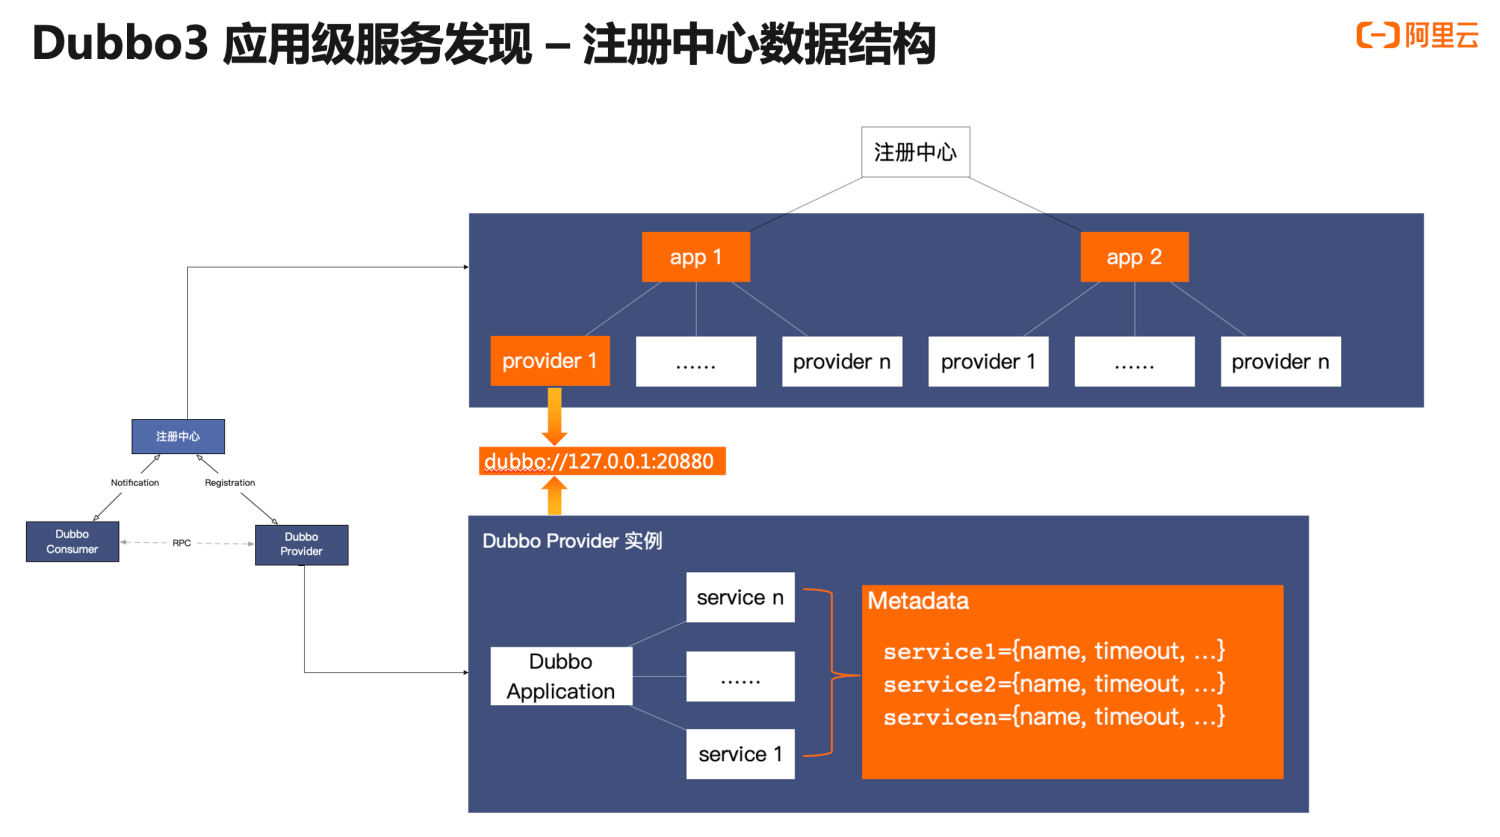 Dubbo3 应用级服务发现 – 注册中心数据结构
阿里云
注册中心
app 1
app 2
provider 1
……
provider n
provider 1
……
provider n
dubbo://127.0.0.1:20880
注册中心
Notification
Registration
Dubbo
Consumer
RPC
Dubbo
Provider
Dubbo Provider 实例
Dubbo
Application
service n
……
service 1
Metadata
service1={name, timeout, …}
service2={name, timeout, …}
servicen={name, timeout, …}